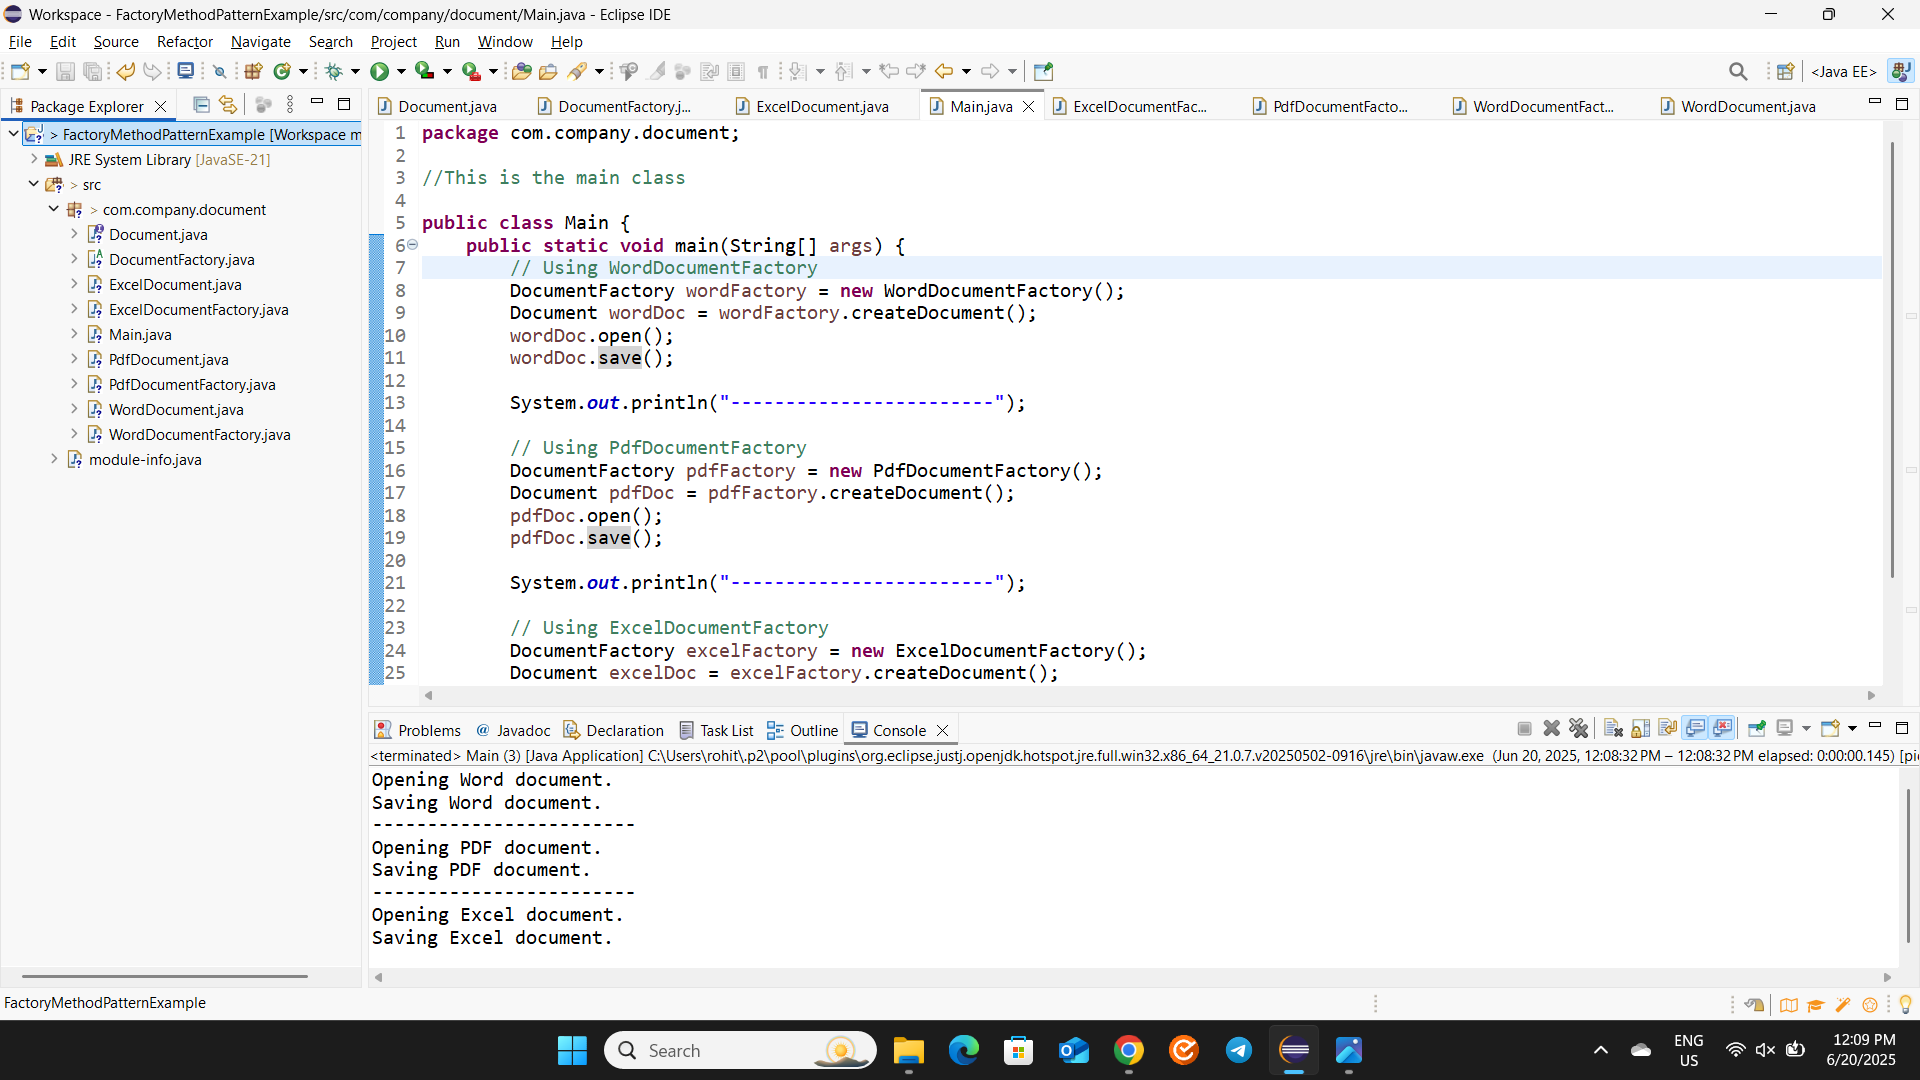 Workspace - FactoryMethodPatternExample/src/com/company/document/Main.java - Eclipse IDE
File Edit Source Refactor Navigate Search Project Run Window Help
<Java EE>
Package Explorer
Document.java DocumentFactory.j... ExcelDocument.java Main.java ExcelDocumentFac... PdfDocumentFacto... WordDocumentFact... WordDocument.java
> FactoryMethodPatternExample [Workspace m
JRE System Library [JavaSE-21]
> src
> com.company.document
Document.java
DocumentFactory.java
ExcelDocument.java
ExcelDocumentFactory.java
Main.java
PdfDocument.java
PdfDocumentFactory.java
WordDocument.java
WordDocumentFactory.java
module-info.java
1 package com.company.document;
2
3 //This is the main class
4
5 public class Main {
6 public static void main(String[] args) {
7 // Using WordDocumentFactory
8 DocumentFactory wordFactory = new WordDocumentFactory();
9 Document wordDoc = wordFactory.createDocument();
10 wordDoc.open();
11 wordDoc.save();
12
13 System.out.println("------------------------");
14
15 // Using PdfDocumentFactory
16 DocumentFactory pdfFactory = new PdfDocumentFactory();
17 Document pdfDoc = pdfFactory.createDocument();
18 pdfDoc.open();
19 pdfDoc.save();
20
21 System.out.println("------------------------");
22
23 // Using ExcelDocumentFactory
24 DocumentFactory excelFactory = new ExcelDocumentFactory();
25 Document excelDoc = excelFactory.createDocument();
Problems Javadoc Declaration Task List Outline Console
<terminated> Main (3) [Java Application] C:\Users\rohit\.p2\pool\plugins\org.eclipse.justj.openjdk.hotspot.jre.full.win32.x86_64_21.0.7.v20250502-0916\jre\bin\javaw.exe (Jun 20, 2025, 12:08:32 PM – 12:08:32 PM elapsed: 0:00:00.145) [pi
Opening Word document.
Saving Word document.
------------------------
Opening PDF document.
Saving PDF document.
------------------------
Opening Excel document.
Saving Excel document.
FactoryMethodPatternExample
Search
ENG
US
12:09 PM
6/20/2025